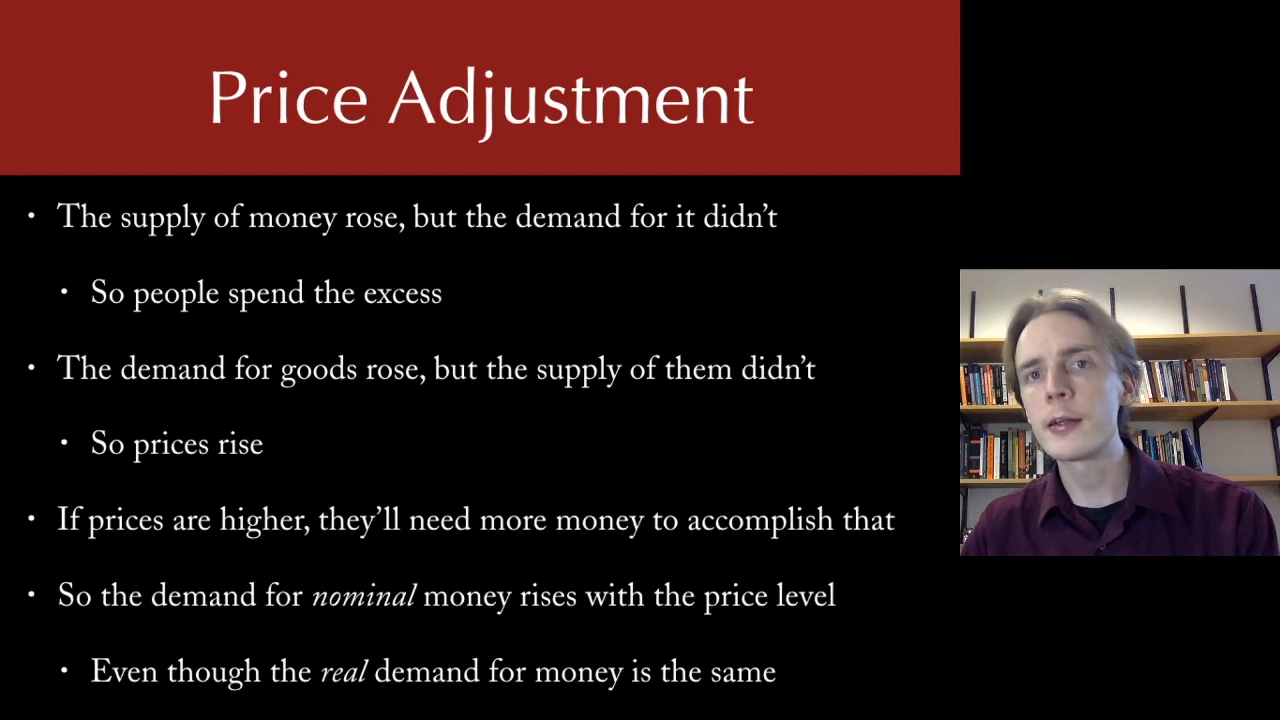 Price Adjustment
• The supply of money rose, but the demand for it didn’t
• So people spend the excess
• The demand for goods rose, but the supply of them didn’t
• So prices rise
• If prices are higher, they’ll need more money to accomplish that
• So the demand for nominal money rises with the price level
• Even though the real demand for money is the same